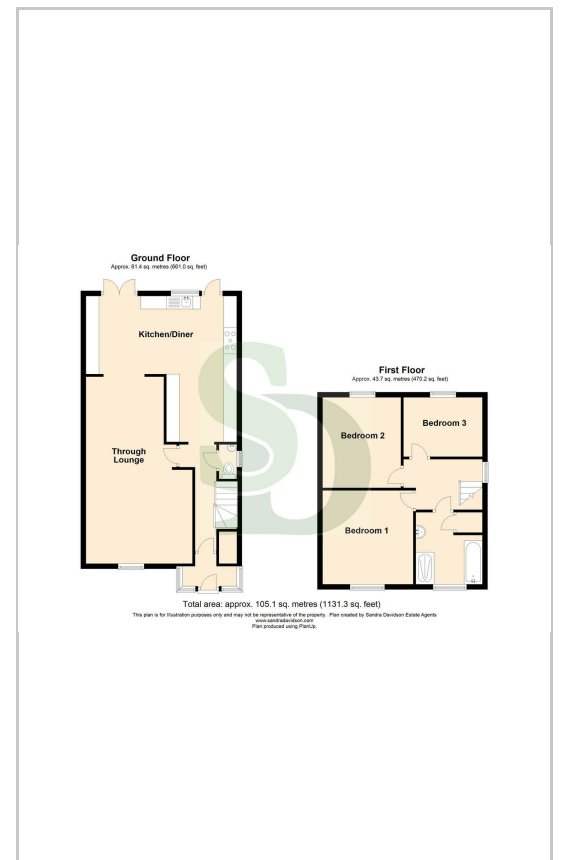 Ground Floor
Approx. 61.4 sq. metres (661.0 sq. feet)
Kitchen/Diner
Through
Lounge
First Floor
Approx. 43.7 sq. metres (470.2 sq. feet)
Bedroom 2
Bedroom 3
Bedroom 1
SD
Total area: approx. 105.1 sq. metres (1131.3 sq. feet)
This plan is for illustration purposes only and may not be representative of the property. Plan created by Sandra Davidson Estate Agents
www.sandradavidson.com
Plan produced using PlanUp.